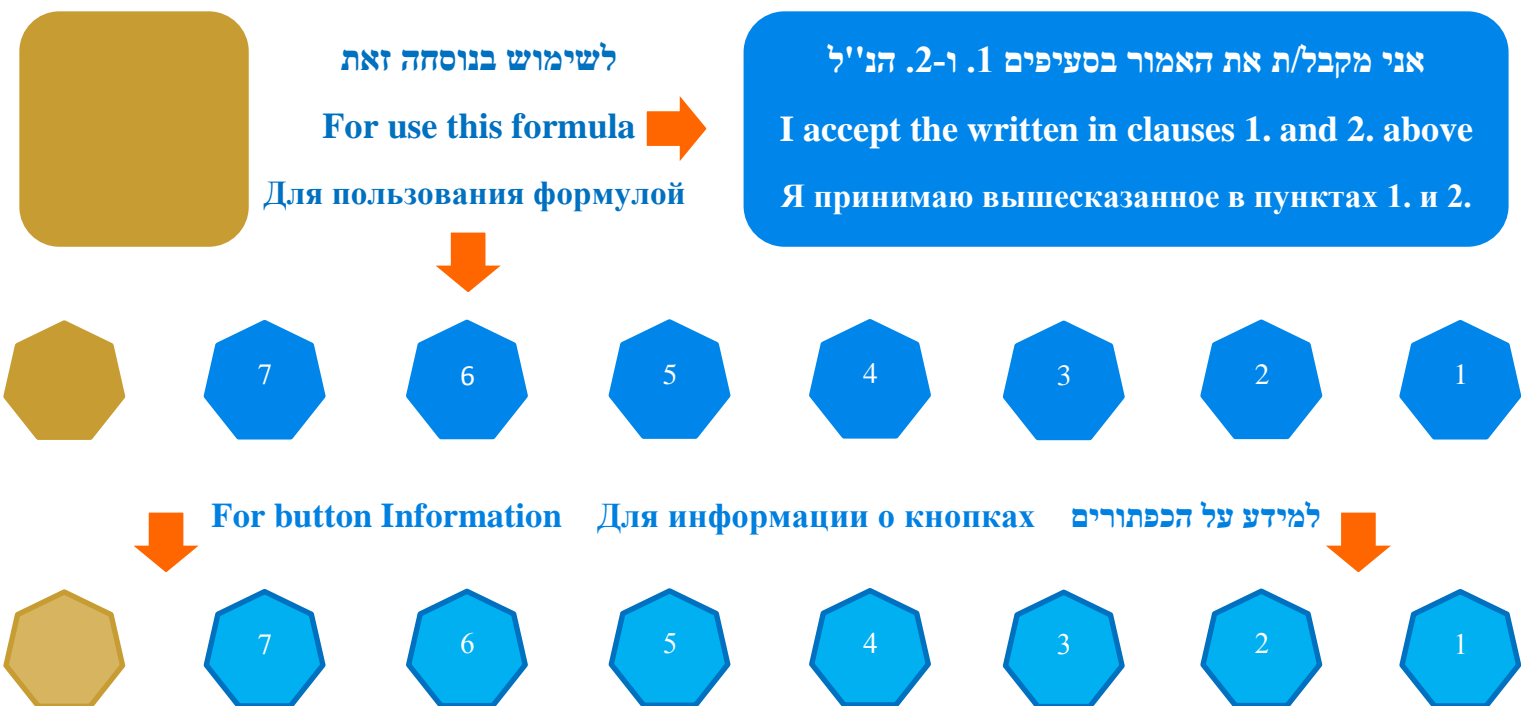 לשימוש בנוסחה זאת
For use this formula
Для пользования формулой
אני מקבל/ת את האמור בסעיפים 1. ו-2. הנ''ל
I accept the written in clauses 1. and 2. above
Я принимаю вышесказанное в пунктах 1. и 2.
7 6 5 4 3 2 1
For button Information Для информации о кнопках למידע על הכפתורים
7 6 5 4 3 2 1